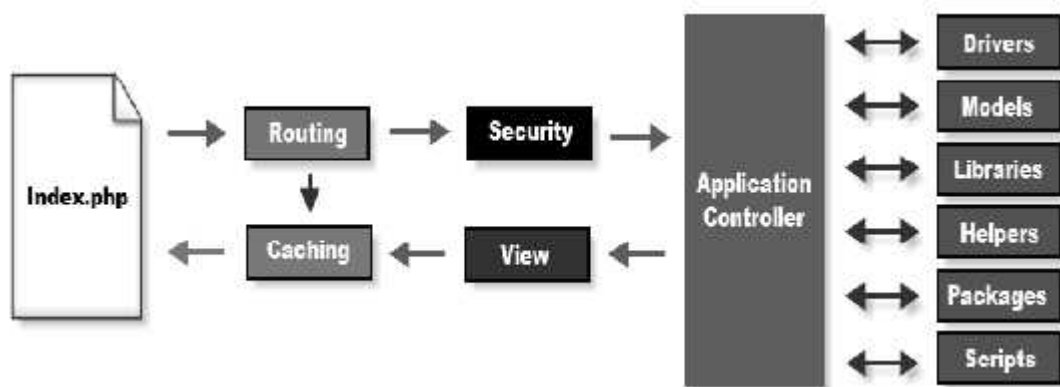 Index.php
Routing
Security
Caching
View
Application
Controller
Drivers
Models
Libraries
Helpers
Packages
Scripts